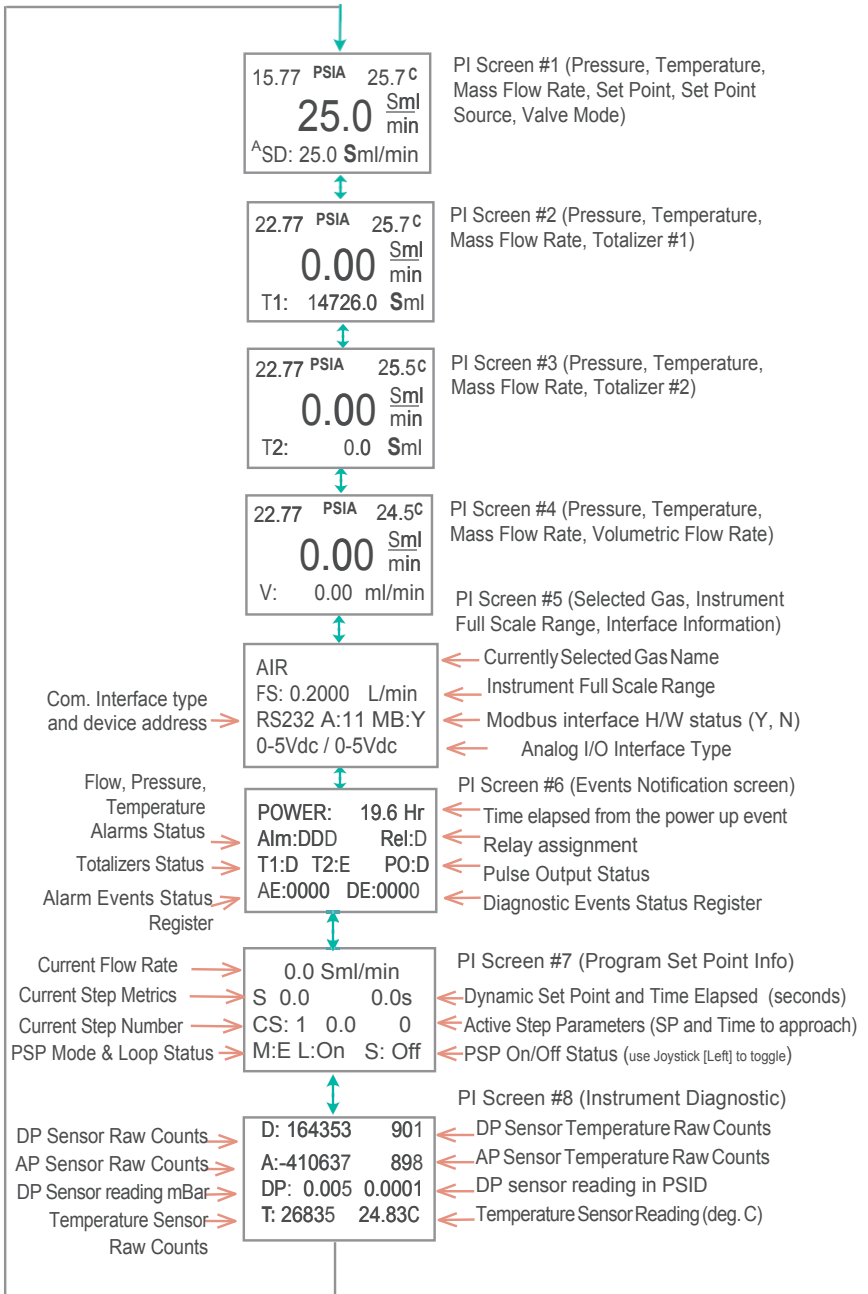 15.77 PSIA 25.7 C
25.0 Sml
min
ASD: 25.0 Sml/min
PI Screen #1 (Pressure, Temperature,
Mass Flow Rate, Set Point, Set Point
Source, Valve Mode)
22.77 PSIA 25.7 C
0.00 Sml
min
T1: 14726.0 Sml
PI Screen #2 (Pressure, Temperature,
Mass Flow Rate, Totalizer #1)
22.77 PSIA 25.5 C
0.00 Sml
min
T2: 0.0 Sml
PI Screen #3 (Pressure, Temperature,
Mass Flow Rate, Totalizer #2)
22.77 PSIA 24.5 C
0.00 Sml
min
V: 0.00 ml/min
PI Screen #4 (Pressure, Temperature,
Mass Flow Rate, Volumetric Flow Rate)
PI Screen #5 (Selected Gas, Instrument
Full Scale Range, Interface Information)
Com. Interface type
and device address
AIR
FS: 0.2000 L/min
RS232 A:11 MB:Y
0-5Vdc / 0-5Vdc
Currently Selected Gas Name
Instrument Full Scale Range
Modbus interface H/W status (Y, N)
Analog I/O Interface Type
PI Screen #6 (Events Notification screen)
Flow, Pressure,
Temperature
Alarms Status
Totalizers Status
Alarm Events Status
Register
POWER: 19.6 Hr
Alm:DDD Rel:D
T1:D T2:E PO:D
AE:0000 DE:0000
Time elapsed from the power up event
Relay assignment
Pulse Output Status
Diagnostic Events Status Register
PI Screen #7 (Program Set Point Info)
Current Flow Rate
Current Step Metrics
Current Step Number
PSP Mode & Loop Status
0.0 Sml/min
S 0.0 0.0s
CS: 1 0.0 0
M:E L:On S: Off
Dynamic Set Point and Time Elapsed (seconds)
Active Step Parameters (SP and Time to approach)
PSP On/Off Status (use Joystick [Left] to toggle)
PI Screen #8 (Instrument Diagnostic)
DP Sensor Raw Counts
AP Sensor Raw Counts
DP Sensor reading mBar
Temperature Sensor
Raw Counts
D: 164353 901
A:-410637 898
DP: 0.005 0.0001
T: 26835 24.83C
DP Sensor Temperature Raw Counts
AP Sensor Temperature Raw Counts
DP sensor reading in PSID
Temperature Sensor Reading (deg. C)